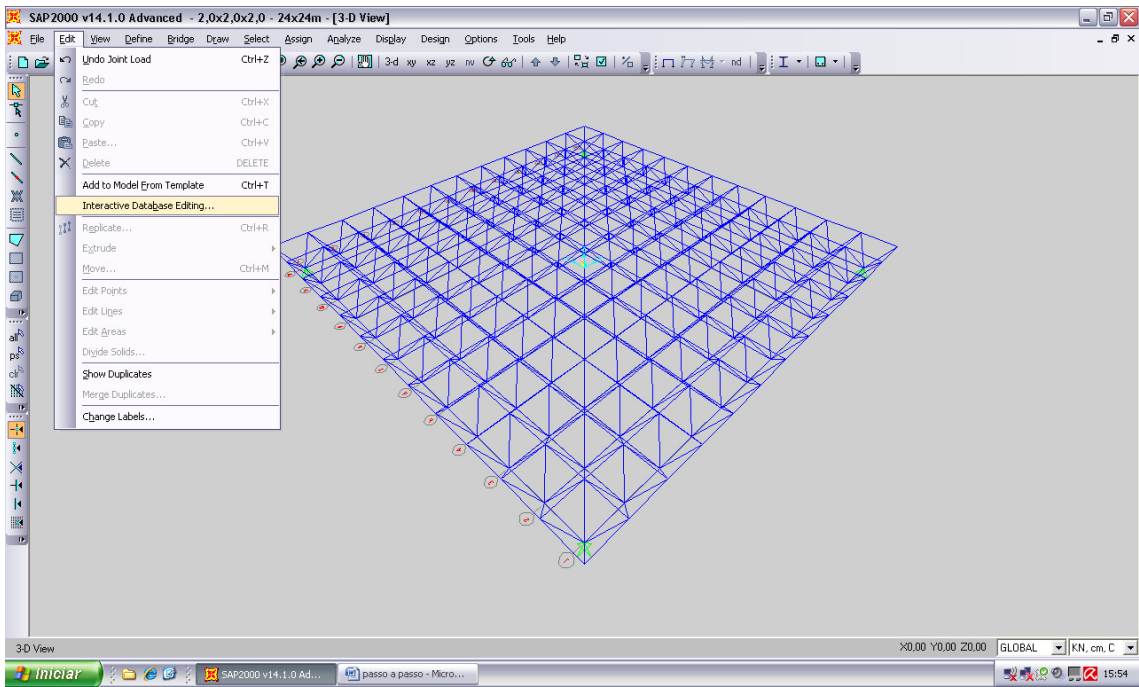 SAP2000 v14.1.0 Advanced - 2,0x2,0x2,0 - 24x24m - [3-D View]
File Edit View Define Bridge Draw Select Assign Analyze Display Design Options Tools Help
3-d xy xz yz nv nd
Undo Joint Load Ctrl+Z
Redo
Cut Ctrl+X
Copy Ctrl+C
Paste... Ctrl+V
Delete DELETE
Add to Model From Template Ctrl+T
Interactive Database Editing...
Replicate... Ctrl+R
Extrude
Move... Ctrl+M
Edit Points
Edit Lines
Edit Areas
Divide Solids...
Show Duplicates
Merge Duplicates...
Change Labels...
all
ps
clr
3-D View X0,00 Y0,00 Z0,00 GLOBAL KN, cm, C
Iniciar SAP2000 v14.1.0 Ad... passo a passo - Micro... 15:54